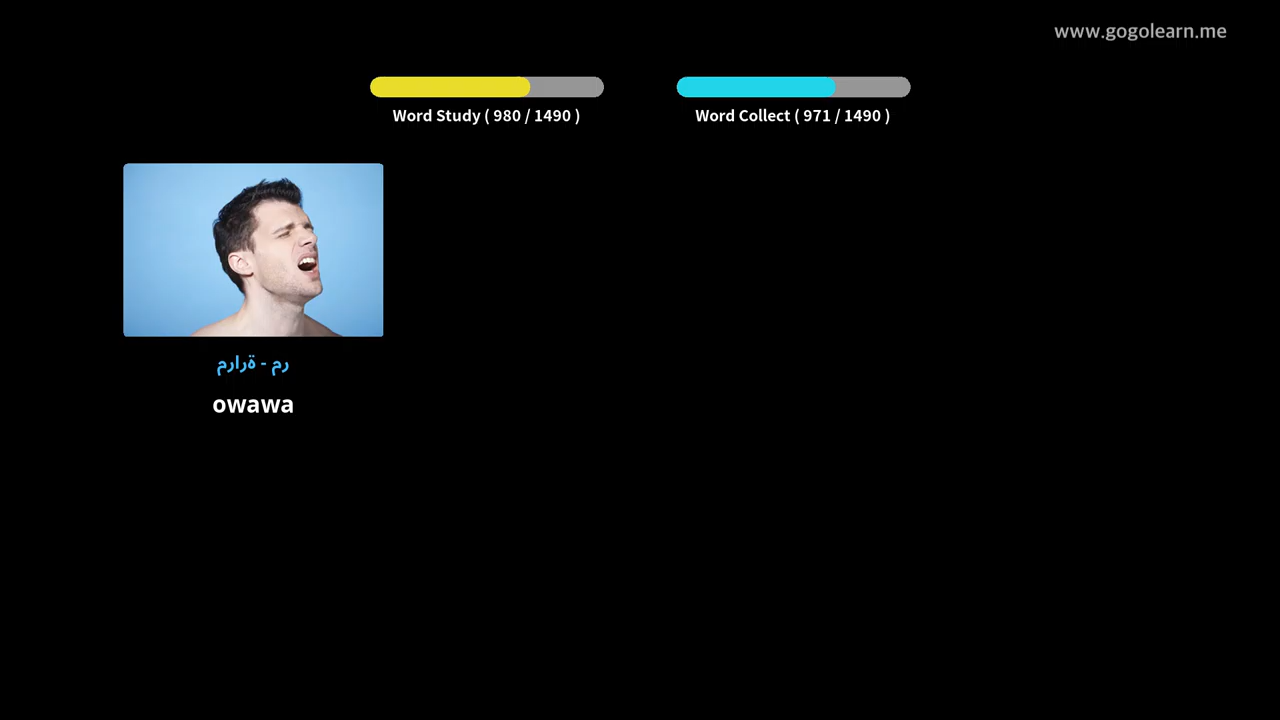 www.gogolearn.me
Word Study ( 980 / 1490 )
Word Collect ( 971 / 1490 )
مر - مرارة
owawa